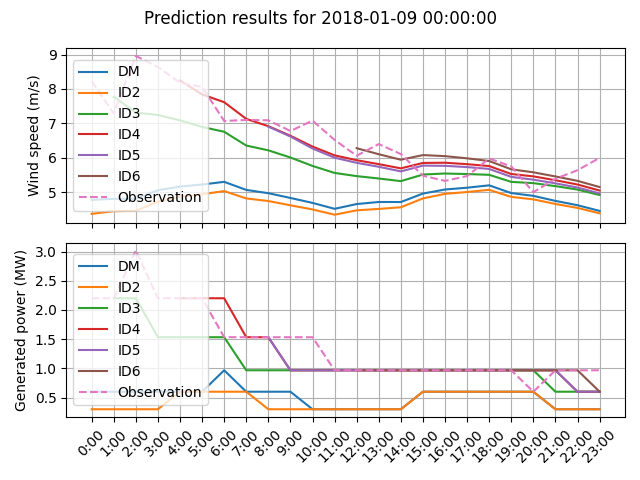 Prediction results for 2018-01-09 00:00:00
Wind speed (m/s)
9
8
7
6
5
DM
ID2
ID3
ID4
ID5
ID6
Observation
Generated power (MW)
3.0
2.5
2.0
1.5
1.0
0.5
DM
ID2
ID3
ID4
ID5
ID6
Observation
0:00 1:00 2:00 3:00 4:00 5:00 6:00 7:00 8:00 9:00 10:00 11:00 12:00 13:00 14:00 15:00 16:00 17:00 18:00 19:00 20:00 21:00 22:00 23:00